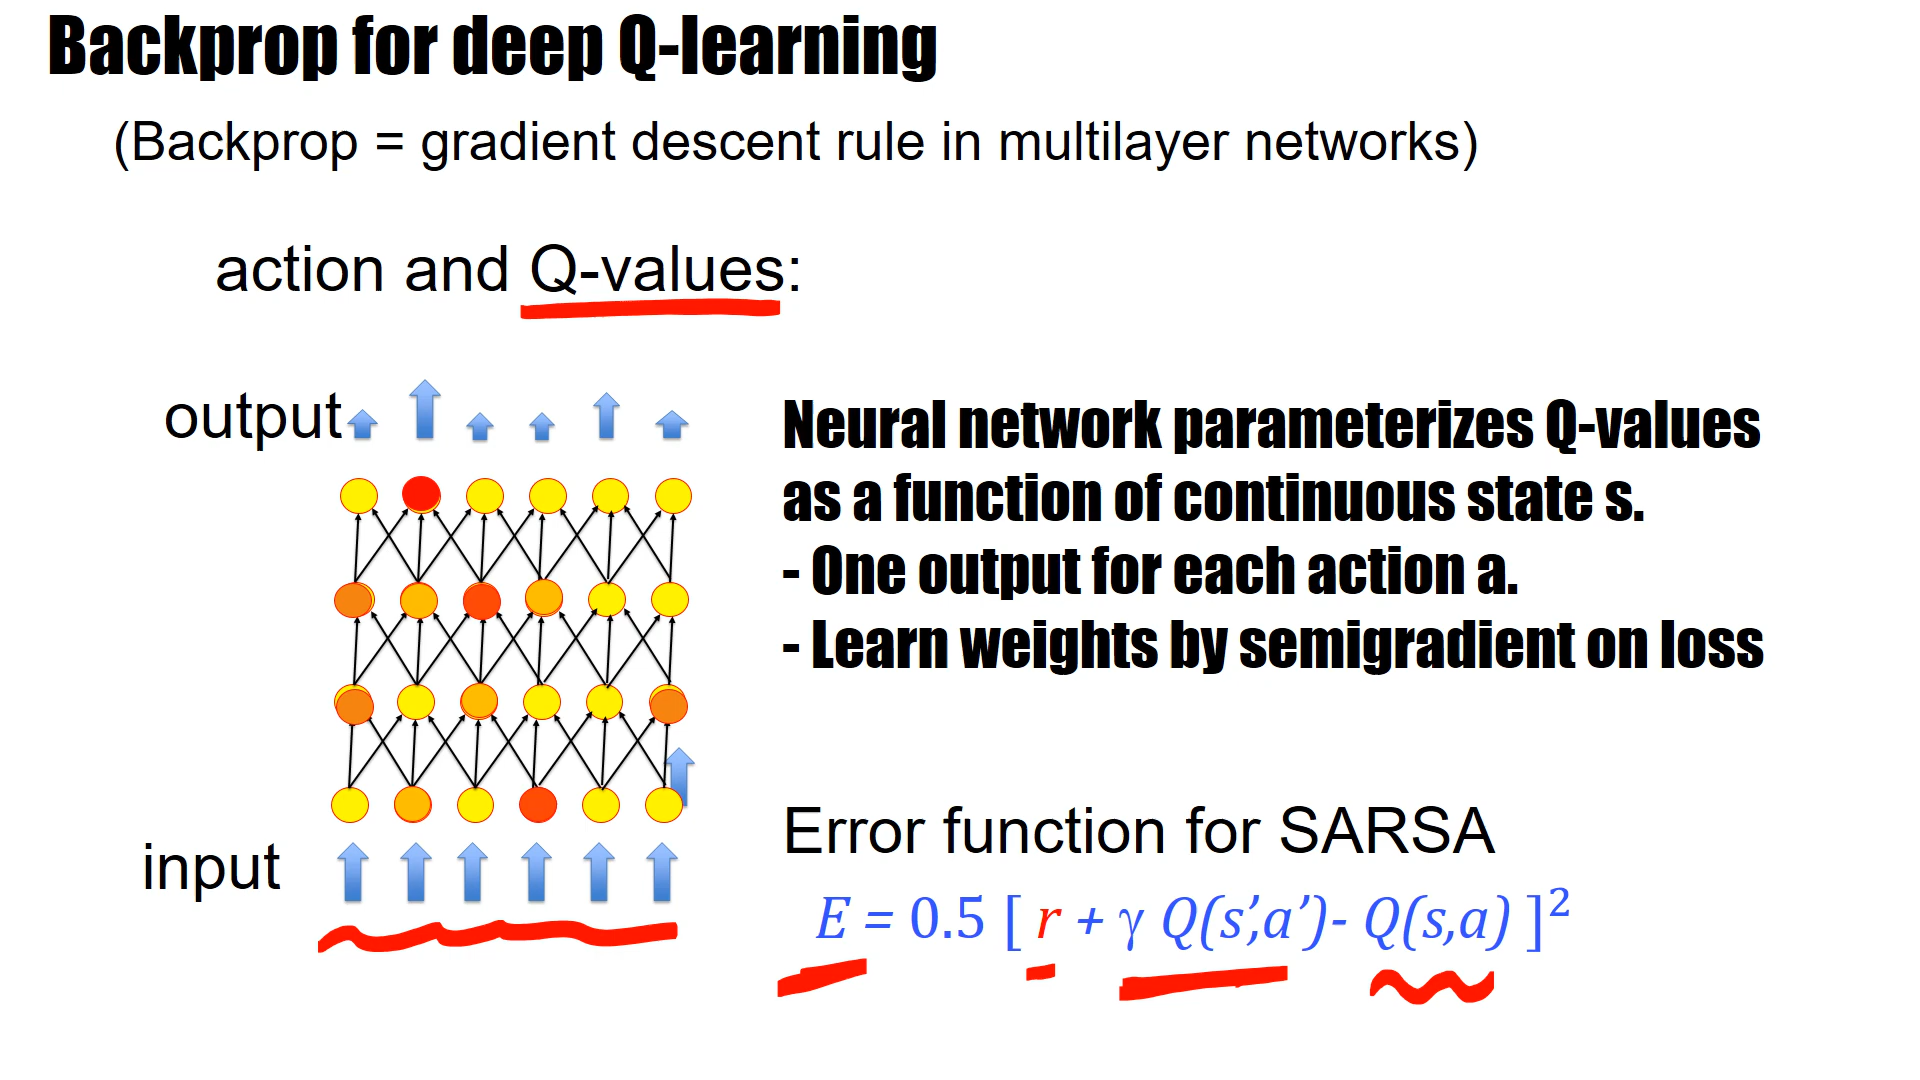 Backprop for deep Q-learning
(Backprop = gradient descent rule in multilayer networks)
action and Q-values:
output
Neural network parameterizes Q-values
as a function of continuous state s.
- One output for each action a.
- Learn weights by semigradient on loss
input
Error function for SARSA
E = 0.5 [ r + γ Q(s’,a’)- Q(s,a) ]²